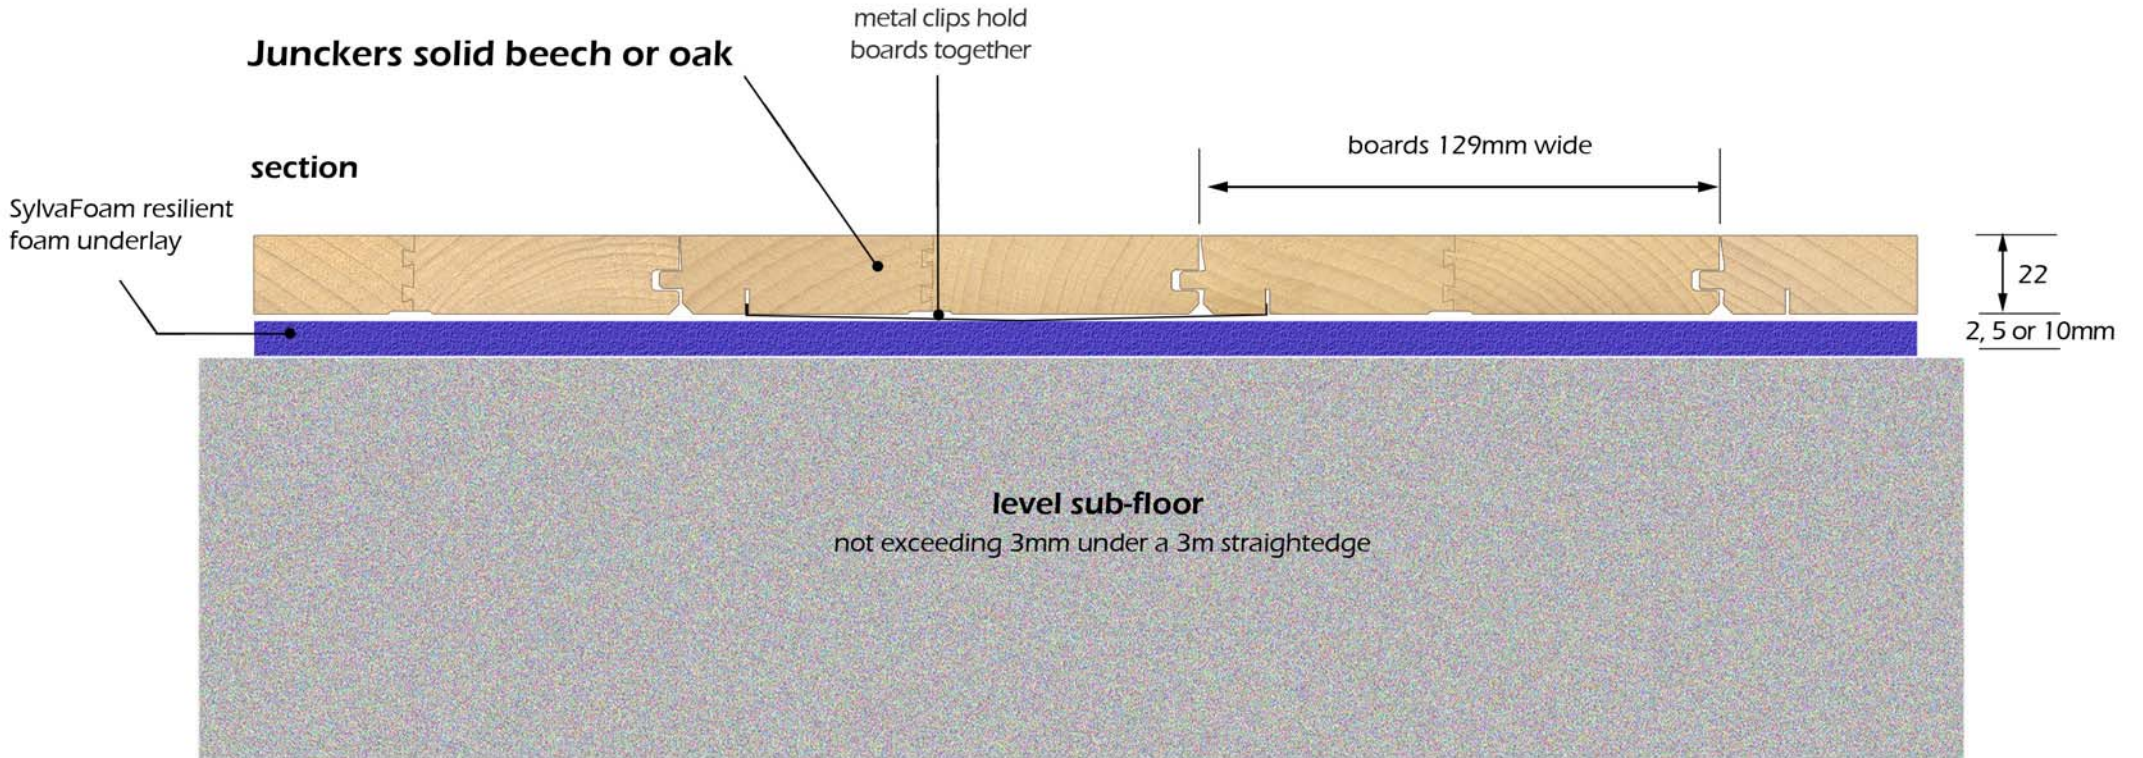 metal clips hold
boards together
Junckers solid beech or oak
boards 129mm wide
section
SylvaFoam resilient
foam underlay
22
2, 5 or 10mm
level sub-floor
not exceeding 3mm under a 3m straightedge